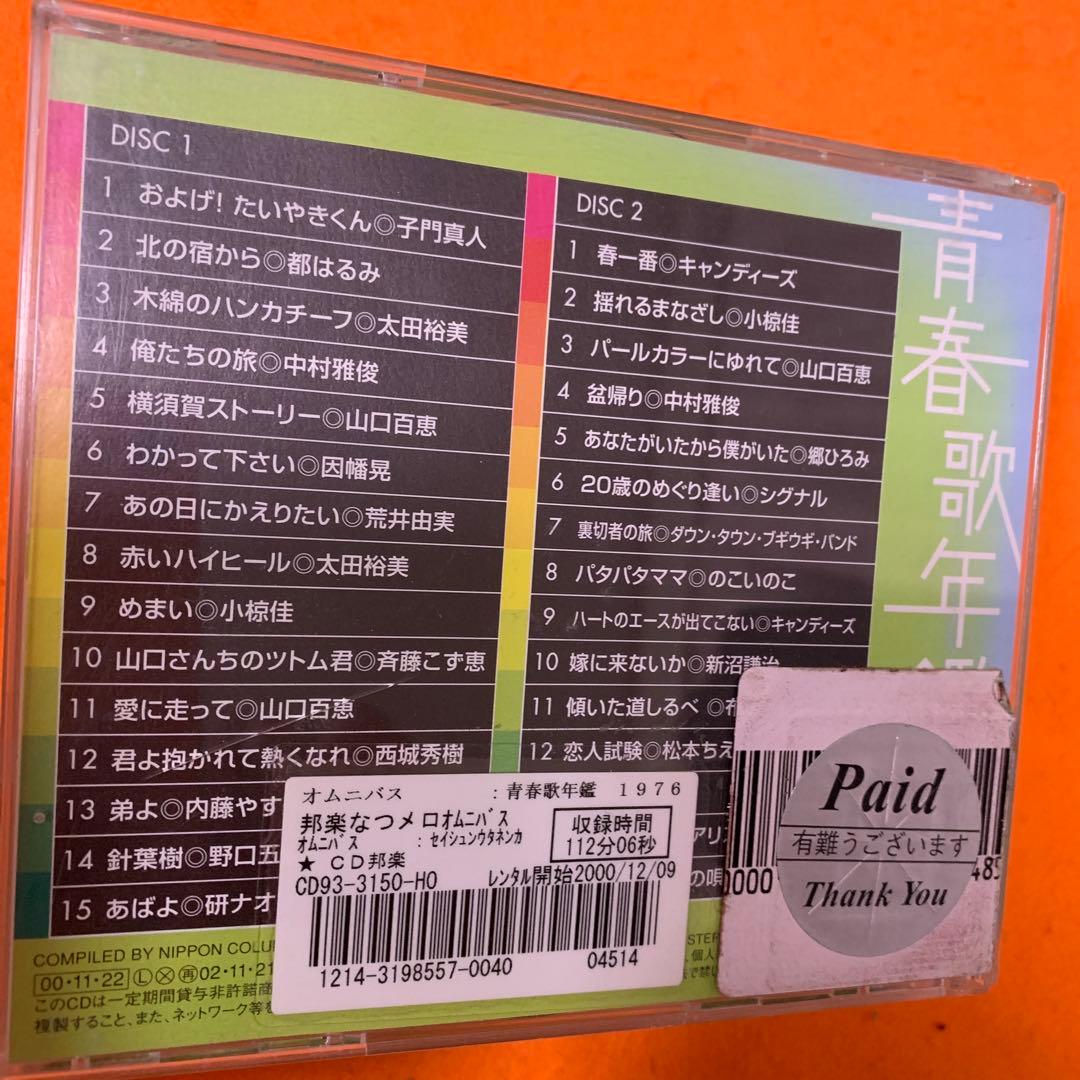 DISC 1
1 およげ! たいやきくん◎子門真人
2 北の宿から◎都はるみ
3 木綿のハンカチーフ◎太田裕美
4 俺たちの旅◎中村雅俊
5 横須賀ストーリー◎山口百恵
6 わかって下さい◎因幡晃
7 あの日にかえりたい◎荒井由実
8 赤いハイヒール◎太田裕美
9 めまい◎小椋佳
10 山口さんちのツトム君◎斉藤こず恵
11 愛に走って◎山口百恵
12 君よ抱かれて熱くなれ◎西城秀樹
13 弟よ◎内藤やす
14 針葉樹◎野口五
15 あばよ◎研ナオ
DISC 2
1 春一番◎キャンディーズ
2 揺れるまなざし◎小椋佳
3 パールカラーにゆれて◎山口百恵
4 盆帰り◎中村雅俊
5 あなたがいたから僕がいた◎郷ひろみ
6 20歳のめぐり逢い◎シグナル
7 裏切者の旅◎ダウン・タウン・ブギウギ・バンド
8 パタパタママ◎のこいのこ
9 ハートのエースが出てこない◎キャンディーズ
10 嫁に来ないか◎新沼謙治
11 傾いた道しるべ ◎布
12 恋人試験◎松本ちえ
アリス
の唄
青春歌年
オムニバス :青春歌年鑑 1976
邦楽なつメロオムニバス
オムニバス :セイシュンウタネンカ
★ CD邦楽
収録時間
112分06秒
CD93-3150-H0 レンタル開始2000/12/09
1214-3198557-0040 04514
Paid
有難うございます
Thank You
0000
489
COMPILED BY NIPPON COLU
00・11・22 Ⓛ Ⓧ 再 02・11・21
このCDは一定期間貸与非許諾商
複製すること、また、ネットワーク等を
STER
、個人
で禁